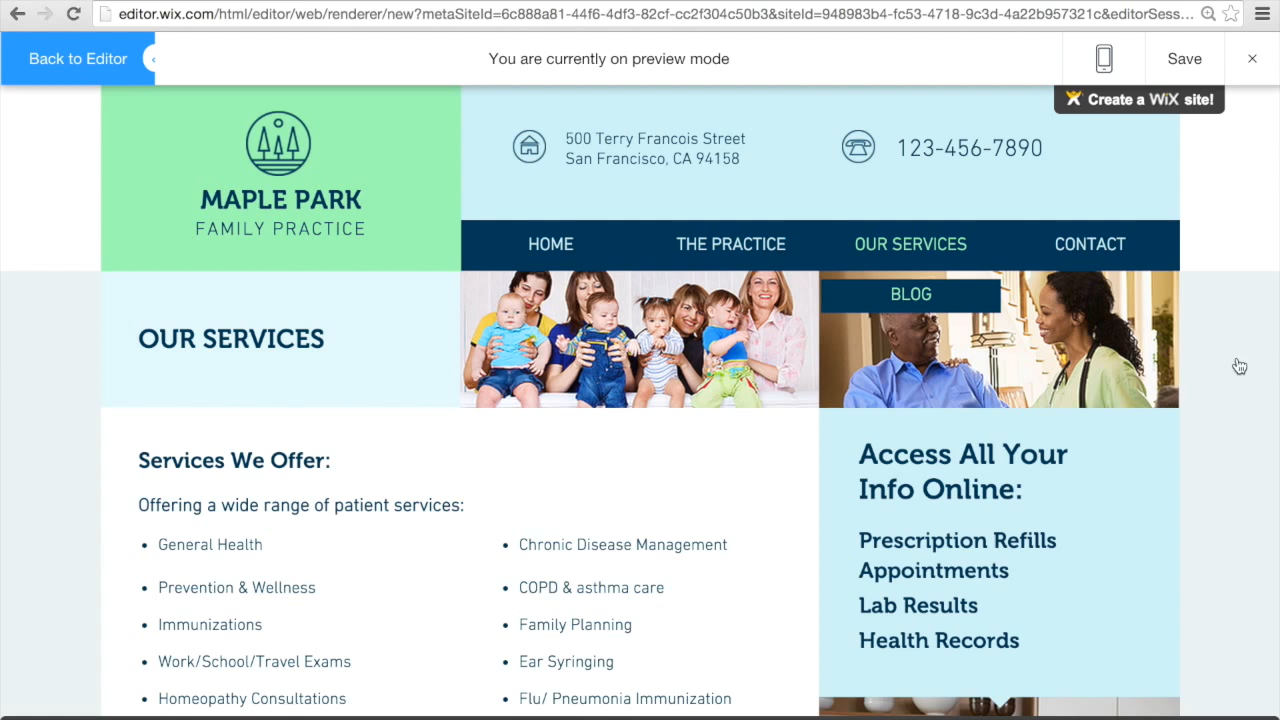 editor.wix.com/html/editor/web/renderer/new?metaSiteId=6c888a81-44f6-4df3-82cf-cc2f304c50b3&siteId=948983b4-fc53-4718-9c3d-4a22b957321c&editorSess...
Back to Editor
You are currently on preview mode
Save
Create a WiX site!
500 Terry Francois Street
San Francisco, CA 94158
123-456-7890
MAPLE PARK
FAMILY PRACTICE
HOME
THE PRACTICE
OUR SERVICES
CONTACT
BLOG
OUR SERVICES
Services We Offer:
Offering a wide range of patient services:
• General Health
• Prevention & Wellness
• Immunizations
• Work/School/Travel Exams
• Homeopathy Consultations
• Chronic Disease Management
• COPD & asthma care
• Family Planning
• Ear Syringing
• Flu/ Pneumonia Immunization
Access All Your
Info Online:
Prescription Refills
Appointments
Lab Results
Health Records